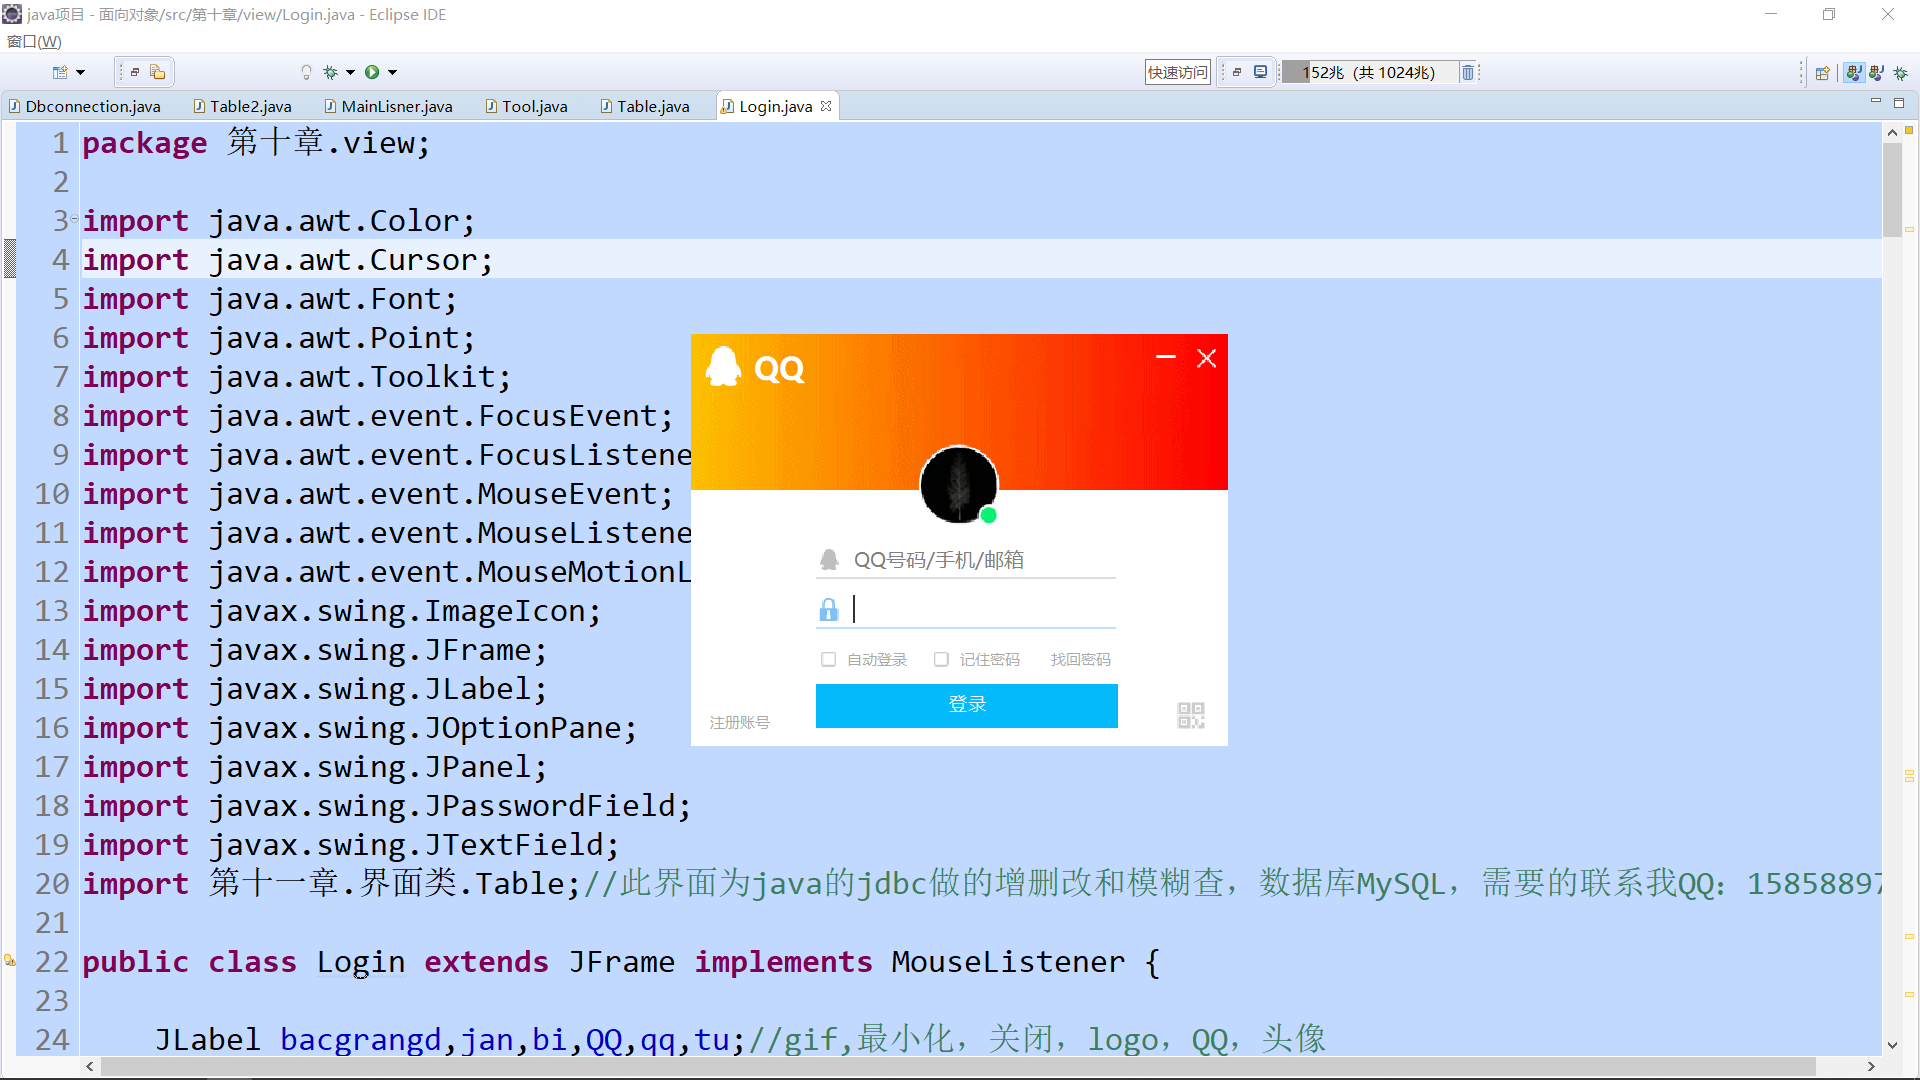 java项目 - 面向对象/src/第十章/view/Login.java - Eclipse IDE
窗口(W)
快速访问
152兆 (共 1024兆)
Dbconnection.java
Table2.java
MainLisner.java
Tool.java
Table.java
Login.java
1 package 第十章.view;
2
3 import java.awt.Color;
4 import java.awt.Cursor;
5 import java.awt.Font;
6 import java.awt.Point;
7 import java.awt.Toolkit;
8 import java.awt.event.FocusEvent;
9 import java.awt.event.FocusListene
10 import java.awt.event.MouseEvent;
11 import java.awt.event.MouseListene
12 import java.awt.event.MouseMotionL
13 import javax.swing.ImageIcon;
14 import javax.swing.JFrame;
15 import javax.swing.JLabel;
16 import javax.swing.JOptionPane;
17 import javax.swing.JPanel;
18 import javax.swing.JPasswordField;
19 import javax.swing.JTextField;
20 import 第十一章.界面类.Table;//此界面为java的jdbc做的增删改和模糊查，数据库MySQL，需要的联系我QQ：15858897
21
22 public class Login extends JFrame implements MouseListener {
23
24 JLabel bacgrangd,jan,bi,QQ,qq,tu;//gif,最小化，关闭，logo，QQ，头像
QQ
QQ号码/手机/邮箱
自动登录
记住密码
找回密码
登录
注册账号